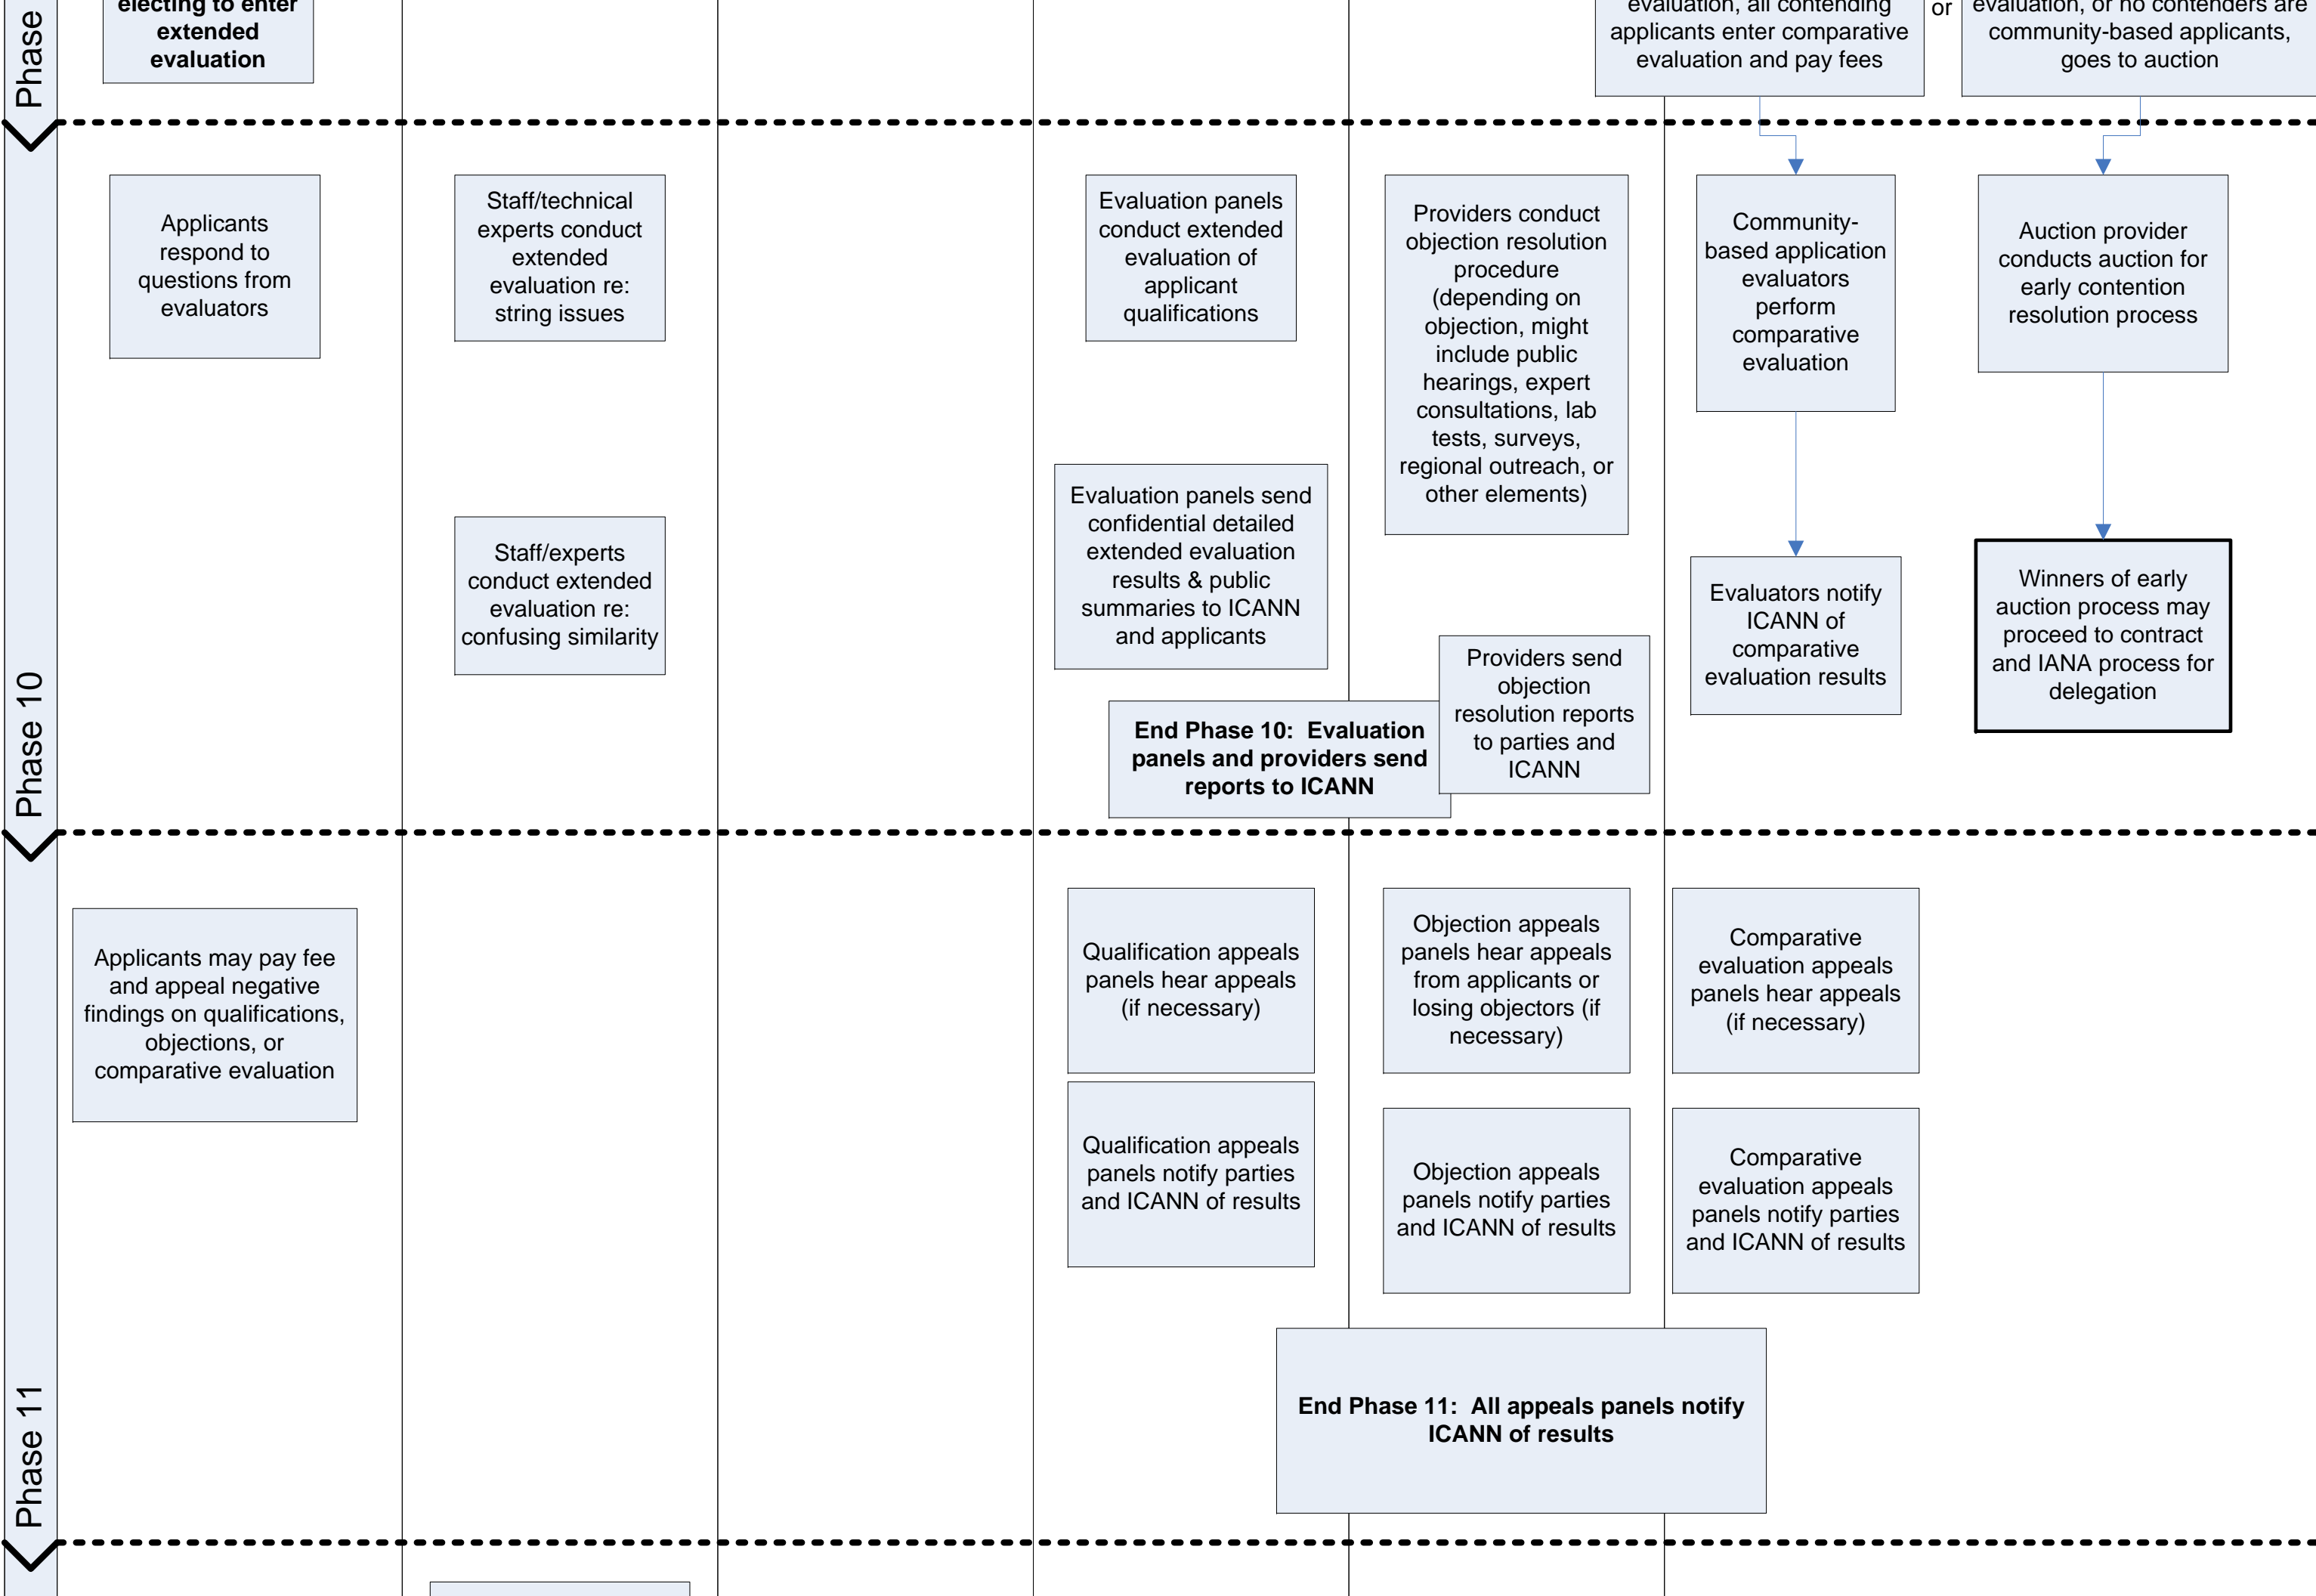 Phase
electing to enter
extended
evaluation
evaluation, all contending
applicants enter comparative
evaluation and pay fees
or
evaluation, or no contenders are
community-based applicants,
goes to auction
Phase 10
Applicants
respond to
questions from
evaluators
Staff/technical
experts conduct
extended
evaluation re:
string issues
Evaluation panels
conduct extended
evaluation of
applicant
qualifications
Providers conduct
objection resolution
procedure
(depending on
objection, might
include public
hearings, expert
consultations, lab
tests, surveys,
regional outreach, or
other elements)
Community-
based application
evaluators
perform
comparative
evaluation
Auction provider
conducts auction for
early contention
resolution process
Staff/experts
conduct extended
evaluation re:
confusing similarity
Evaluation panels send
confidential detailed
extended evaluation
results & public
summaries to ICANN
and applicants
Providers send
objection
resolution reports
to parties and
ICANN
Evaluators notify
ICANN of
comparative
evaluation results
Winners of early
auction process may
proceed to contract
and IANA process for
delegation
End Phase 10:  Evaluation
panels and providers send
reports to ICANN
Phase 11
Applicants may pay fee
and appeal negative
findings on qualifications,
objections, or
comparative evaluation
Qualification appeals
panels hear appeals
(if necessary)
Objection appeals
panels hear appeals
from applicants or
losing objectors (if
necessary)
Comparative
evaluation appeals
panels hear appeals
(if necessary)
Qualification appeals
panels notify parties
and ICANN of results
Objection appeals
panels notify parties
and ICANN of results
Comparative
evaluation appeals
panels notify parties
and ICANN of results
End Phase 11:  All appeals panels notify
ICANN of results